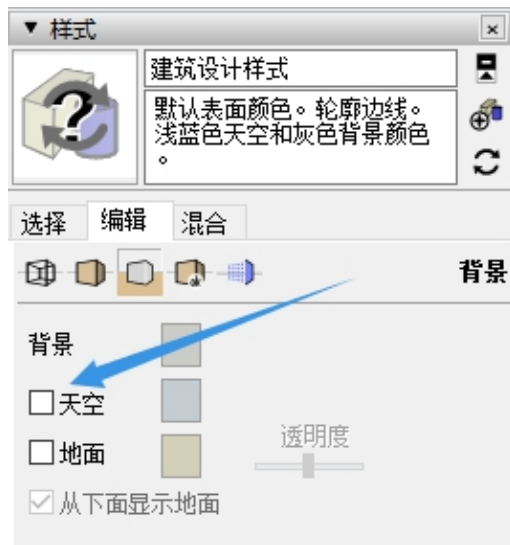 ▼ 样式
建筑设计样式
默认表面颜色。轮廓边线。
浅蓝色天空和灰色背景颜色
。
选择 编辑 混合
背景
背景
天空
地面
透明度
从下面显示地面